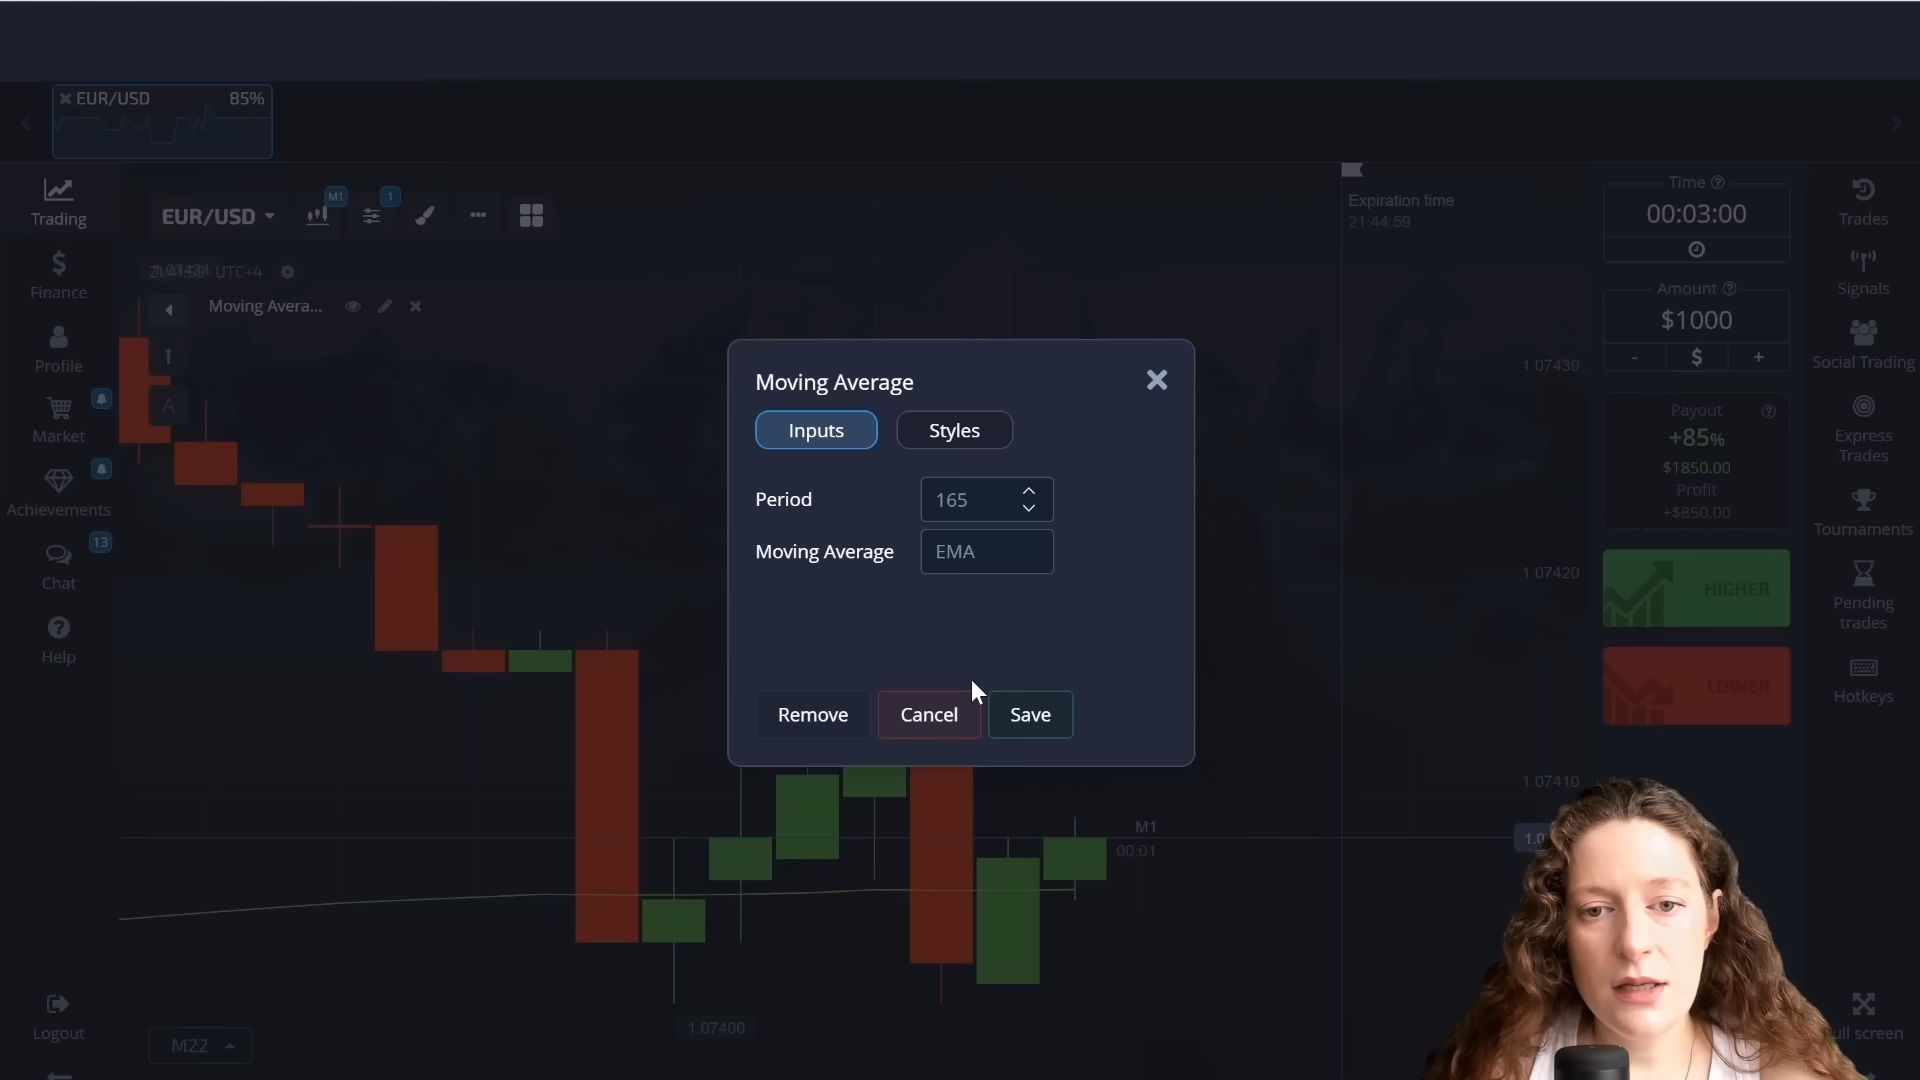 EUR/USD 85%
Trading
Finance
Profile
Market
Achievements
13
Chat
Help
Logout
EUR/USD
M1
1
UTC+4
Moving Avera...
A
Expiration time
21:44:59
1.07430
1.07420
1.07410
M1
00:01
1.0
1.07400
M22
Moving Average
Inputs
Styles
Period 165
Moving Average EMA
Remove
Cancel
Save
Time
00:03:00
Amount
$1000
- $ +
Payout
+85%
$1850.00
Profit
+$850.00
HIGHER
LOWER
Trades
Signals
Social Trading
Express
Trades
Tournaments
Pending
trades
Hotkeys
screen